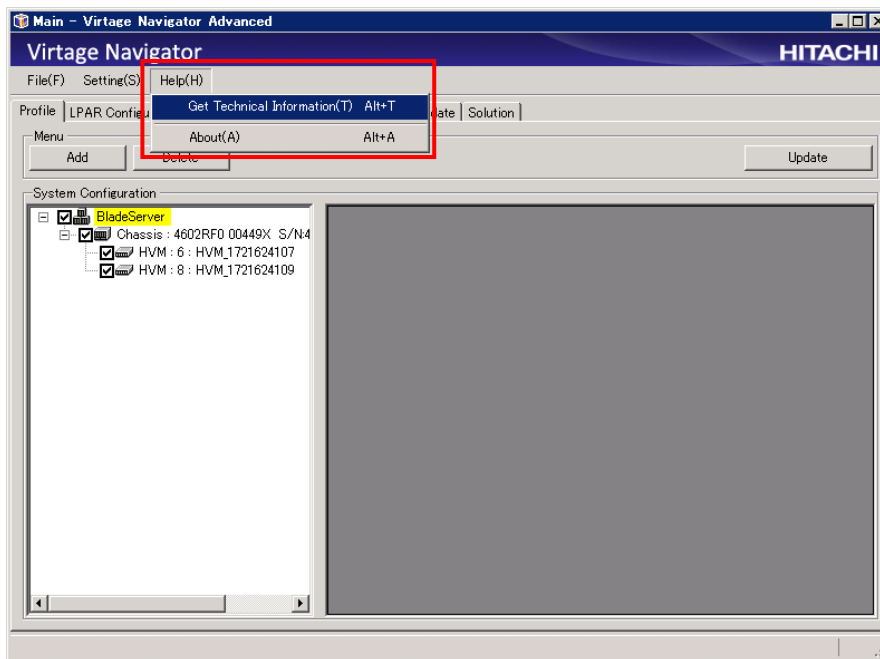 Main - Virtage Navigator Advanced
Virtage Navigator HITACHI
File(F) Setting(S) Help(H)
Get Technical Information(T) Alt+T
Profile LPAR Solution
About(A) Alt+A
Menu
Add Delete Update
System Configuration
BladeServer
Chassis : 4602RF0 00449X S/N:4
HVM : 6 : HVM_1721624107
HVM : 8 : HVM_1721624109